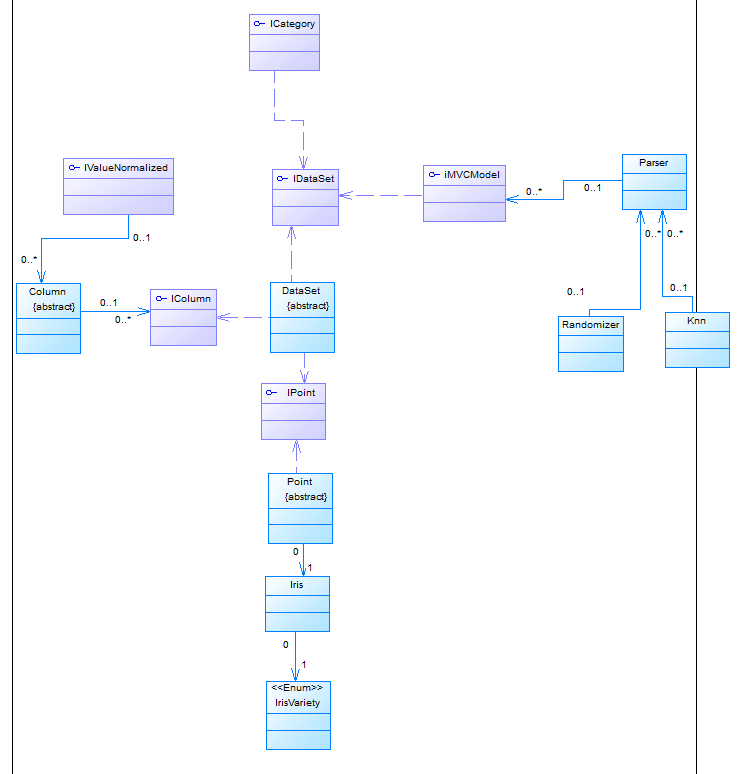 ICategory
IValueNormalized
IDataSet
iMVCModel
Parser
0..*
0..1
0..1
0..*
0..*
0..*
Column
{abstract}
0..1
0..*
IColumn
DataSet
{abstract}
0..1
0..1
Randomizer
Knn
IPoint
Point
{abstract}
0
1
Iris
0
1
<<Enum>>
IrisVariety